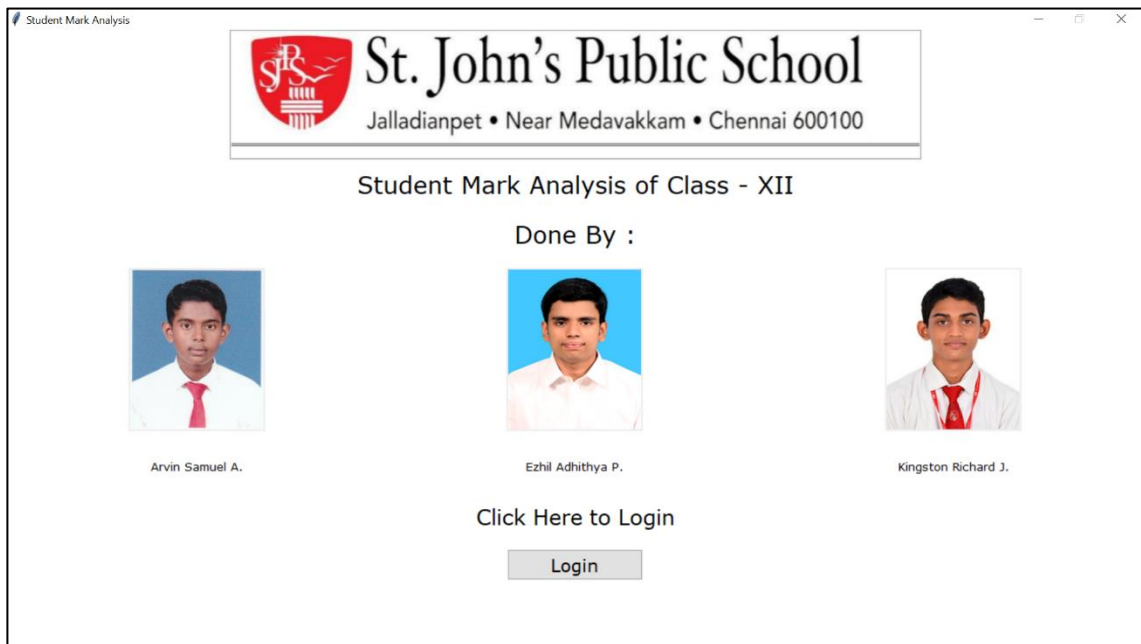 Student Mark Analysis
SJPS
St. John's Public School
Jalladianpet • Near Medavakkam • Chennai 600100
Student Mark Analysis of Class - XII
Done By :
Arvin Samuel A. Ezhil Adhithya P. Kingston Richard J.
Click Here to Login
Login